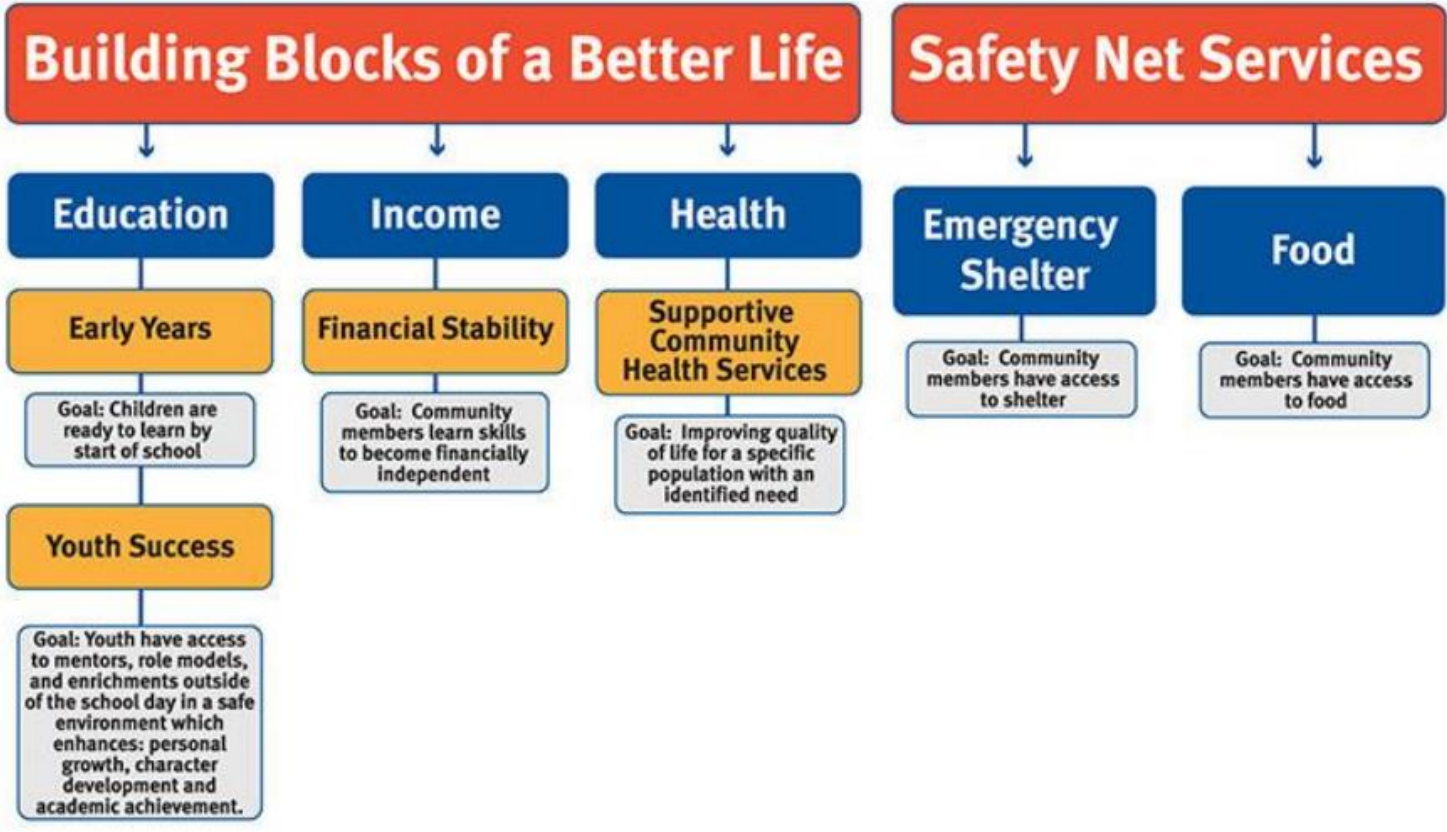 Building Blocks of a Better Life
Safety Net Services
Education
Income
Health
Emergency
Shelter
Food
Early Years
Financial Stability
Supportive
Community
Health Services
Goal: Community
members have access
to shelter
Goal: Community
members have access
to food
Goal: Children are
ready to learn by
start of school
Goal: Community
members learn skills
to become financially
independent
Goal: Improving quality
of life for a specific
population with an
identified need
Youth Success
Goal: Youth have access
to mentors, role models,
and enrichments outside
of the school day in a safe
environment which
enhances: personal
growth, character
development and
academic achievement.